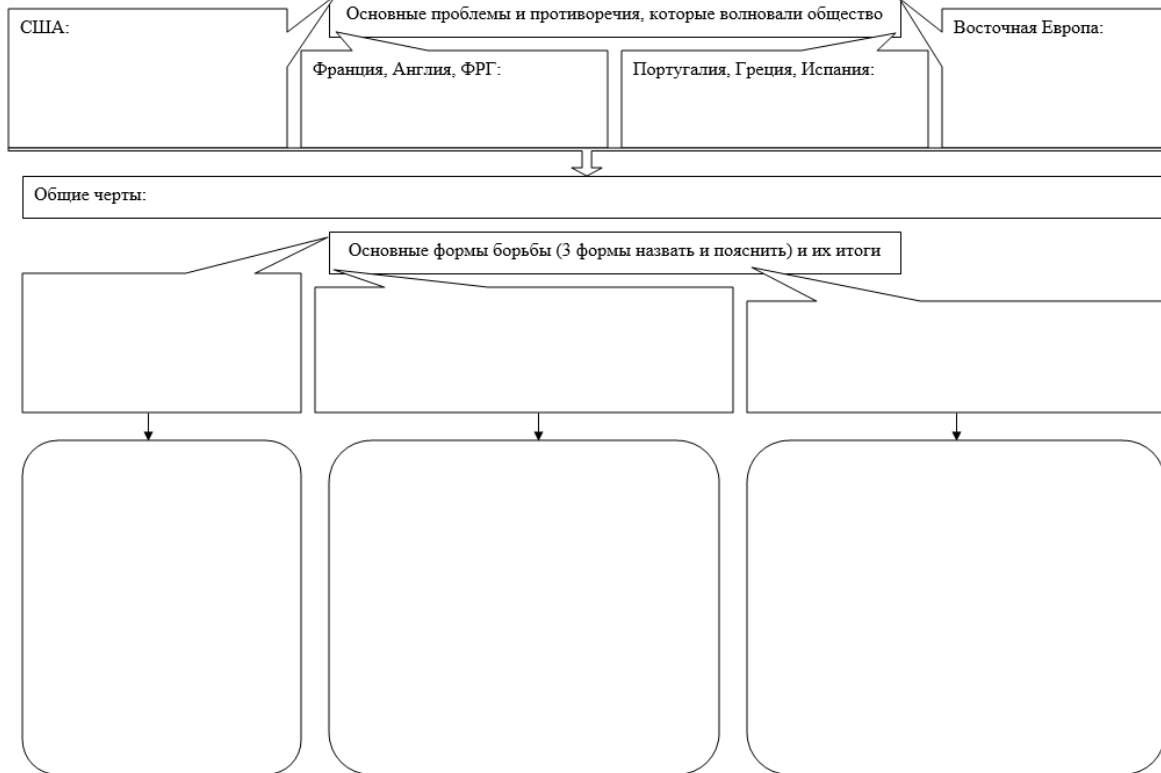 Основные проблемы и противоречия, которые волновали общество
США:
Франция, Англия, ФРГ:
Португалия, Греция, Испания:
Восточная Европа:
Общие черты:
Основные формы борьбы (3 формы назвать и пояснить) и их итоги